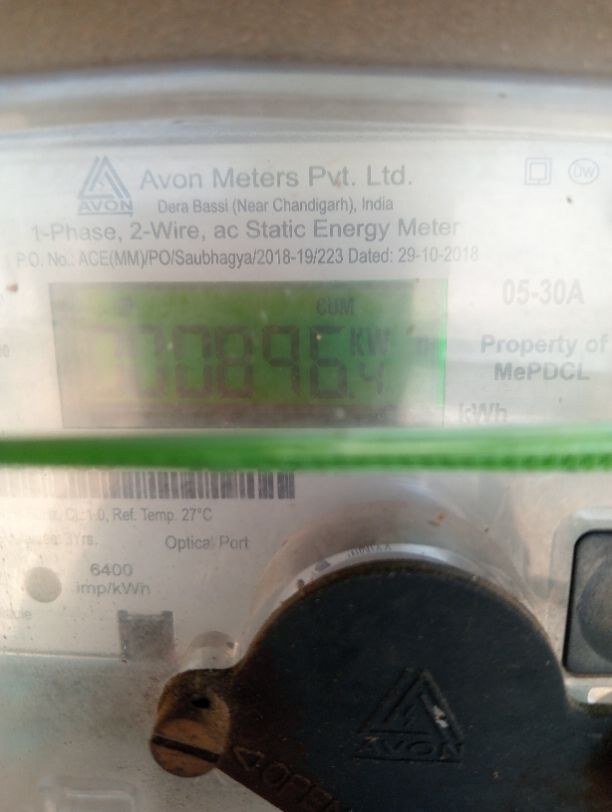 AVON
Avon Meters Pvt. Ltd.
DW
Dera Bassi (Near Chandigarh), India
1-Phase, 2-Wire, ac Static Energy Meter
P.O. No.: ACE(MM)/PO/Saubhagya/2018-19/223 Dated: 29-10-2018
05-30A
CUM
00896.4 KW H
Property of
MePDCL
kWh
Cl. 1.0, Ref. Temp. 27°C
3Yrs. Optical Port
6400
imp/kWh
AVON